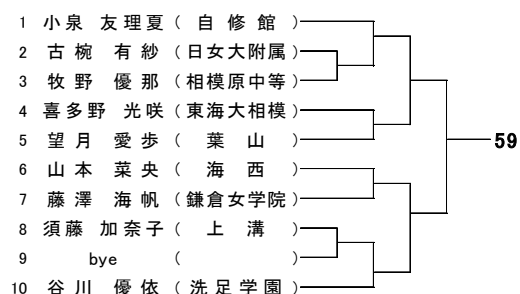 1 小泉 友理夏 ( 自修館 )
2 古椀 有紗 ( 日女大附属 )
3 牧野 優那 ( 相模原中等 )
4 喜多野 光咲 ( 東海大相模 )
5 望月 愛歩 ( 葉山 )
59
6 山本 菜央 ( 海西 )
7 藤澤 海帆 ( 鎌倉女学院 )
8 須藤 加奈子 ( 上溝 )
9 bye ( )
10 谷川 優依 ( 洗足学園 )